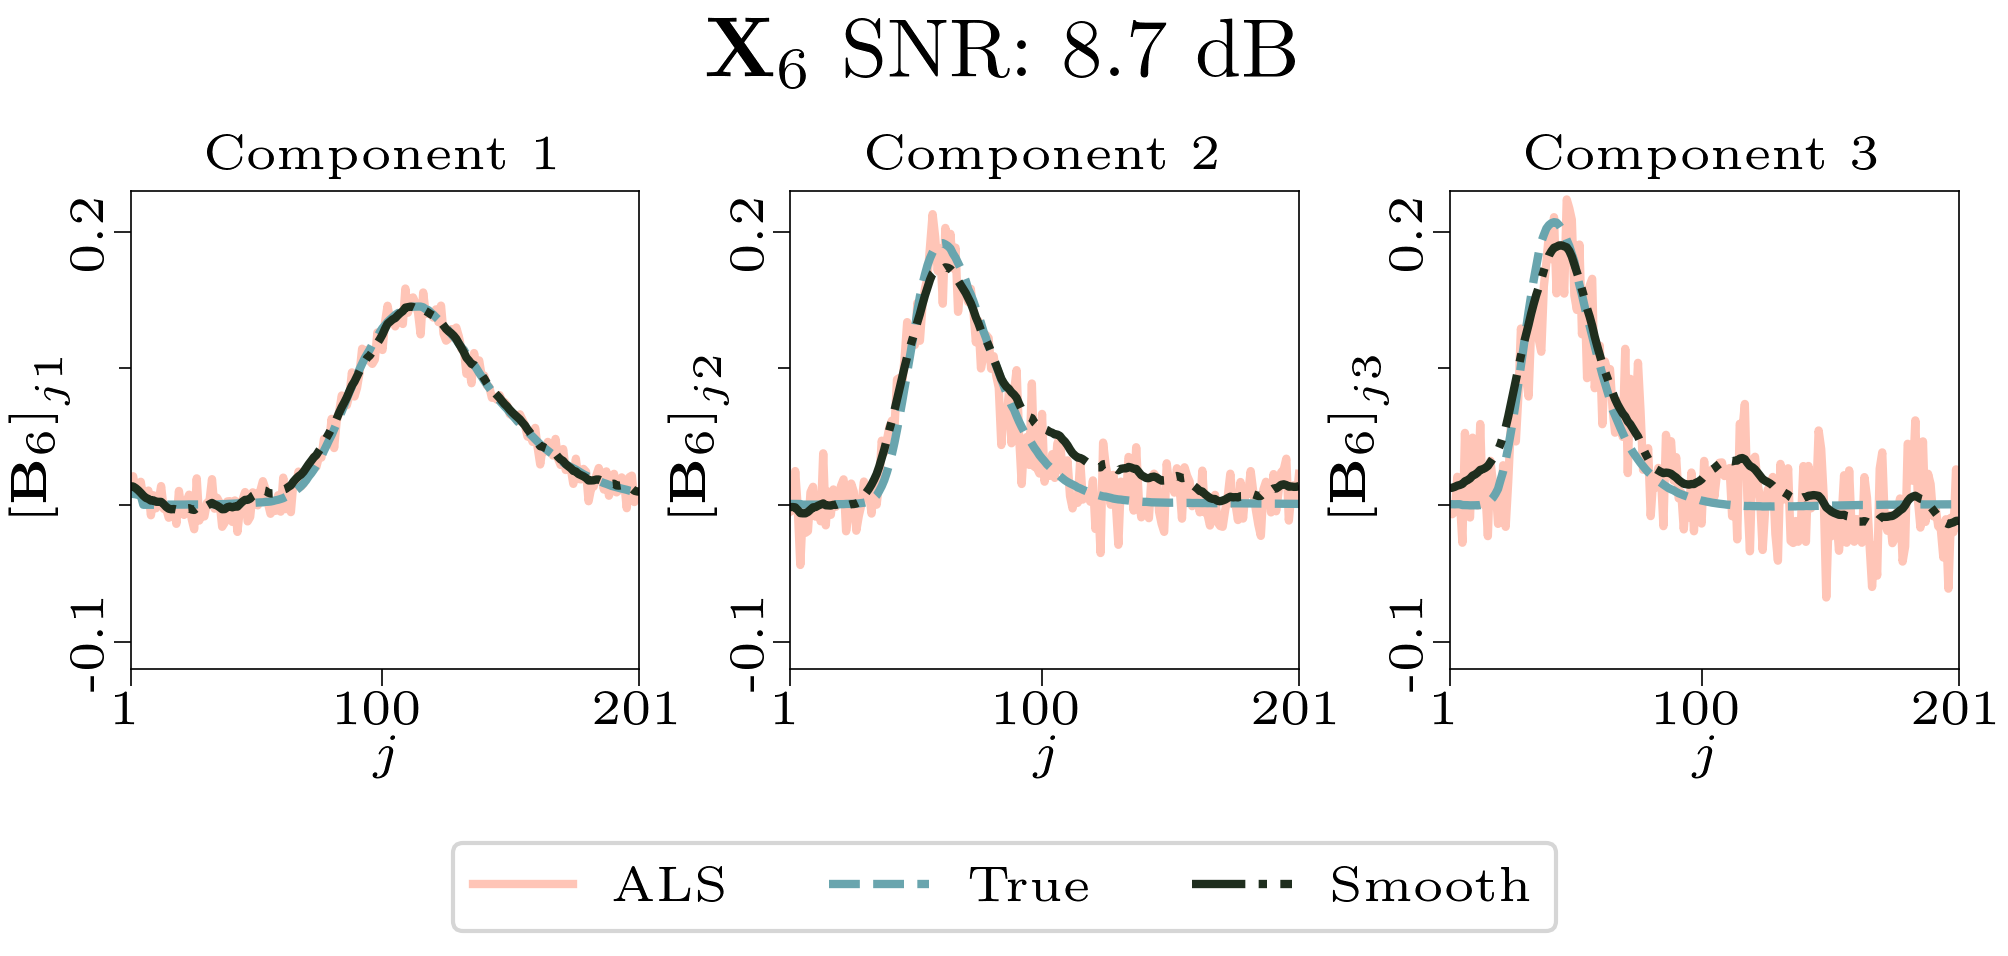 X₆ SNR: 8.7 dB
Component 1
Component 2
Component 3
[B₆]ⱼ₁
0.2
-0.1
1 100 201
j
[B₆]ⱼ₂
0.2
-0.1
1 100 201
j
[B₆]ⱼ₃
0.2
-0.1
1 100 201
j
ALS True Smooth